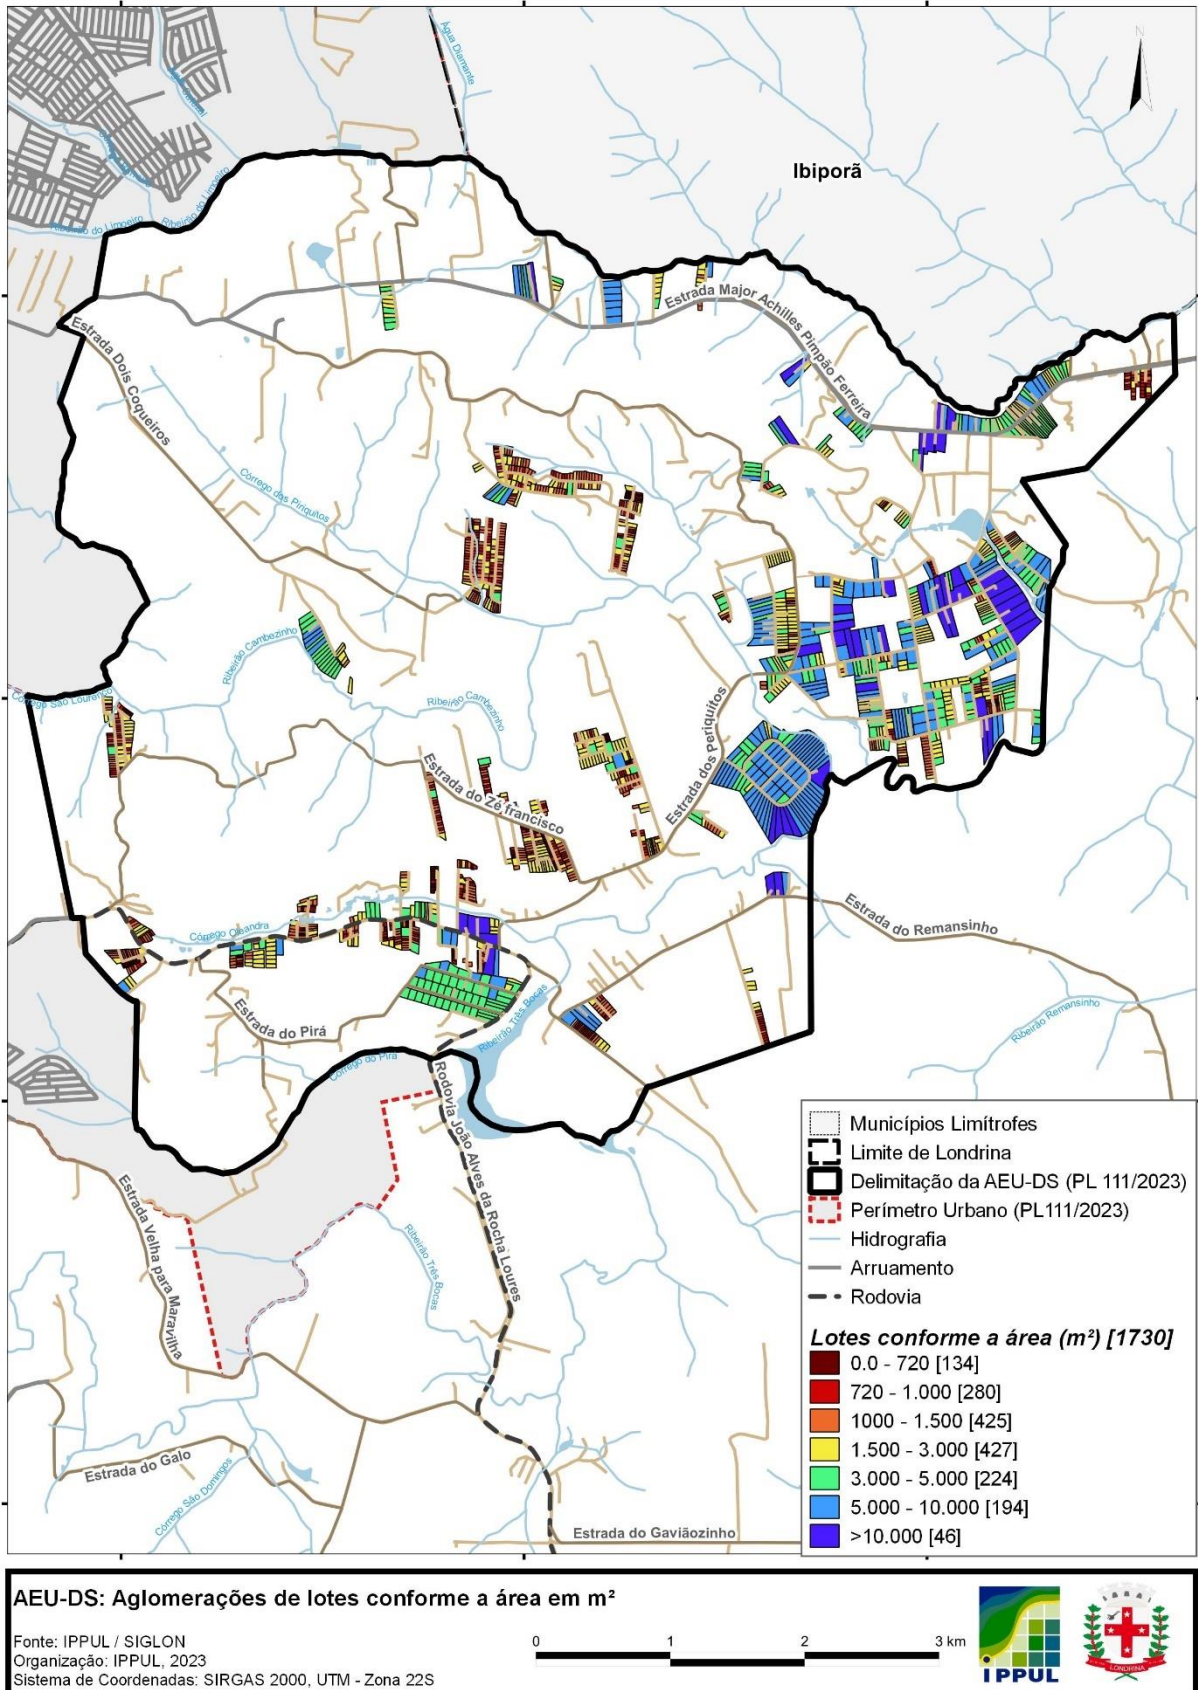 N
Água Diamante
Ibiporã
Ribeirão do Limoeiro
Ribeirão do Limoeiro
Estrada Major Achilles Pimpão Ferreira
Estrada Dois Coqueiros
Córrego dos Piriquitos
Ribeirão Cambezinho
Córrego São Lourenço
Ribeirão Cambezinho
Estrada dos Periquitos
Estrada do Zé francisco
Estrada do Remansinho
Córrego Oleandra
Ribeirão Três Bocas
Ribeirão Remansinho
Estrada do Pirá
Córrego do Pirá
Rodovia João Alves da Rocha Loures
Estrada Velha para Maravilha
Ribeirão Três Bocas
Estrada do Galo
Córrego São Domingos
Estrada do Gaviãozinho
Municípios Limítrofes
Limite de Londrina
Delimitação da AEU-DS (PL 111/2023)
Perímetro Urbano (PL111/2023)
Hidrografia
Arruamento
Rodovia
Lotes conforme a área (m²) [1730]
0.0 - 720 [134]
720 - 1.000 [280]
1000 - 1.500 [425]
1.500 - 3.000 [427]
3.000 - 5.000 [224]
5.000 - 10.000 [194]
>10.000 [46]
AEU-DS: Aglomerações de lotes conforme a área em m²
Fonte: IPPUL / SIGLON
Organização: IPPUL, 2023
Sistema de Coordenadas: SIRGAS 2000, UTM - Zona 22S
0 1 2 3 km
IPPUL
LONDRINA